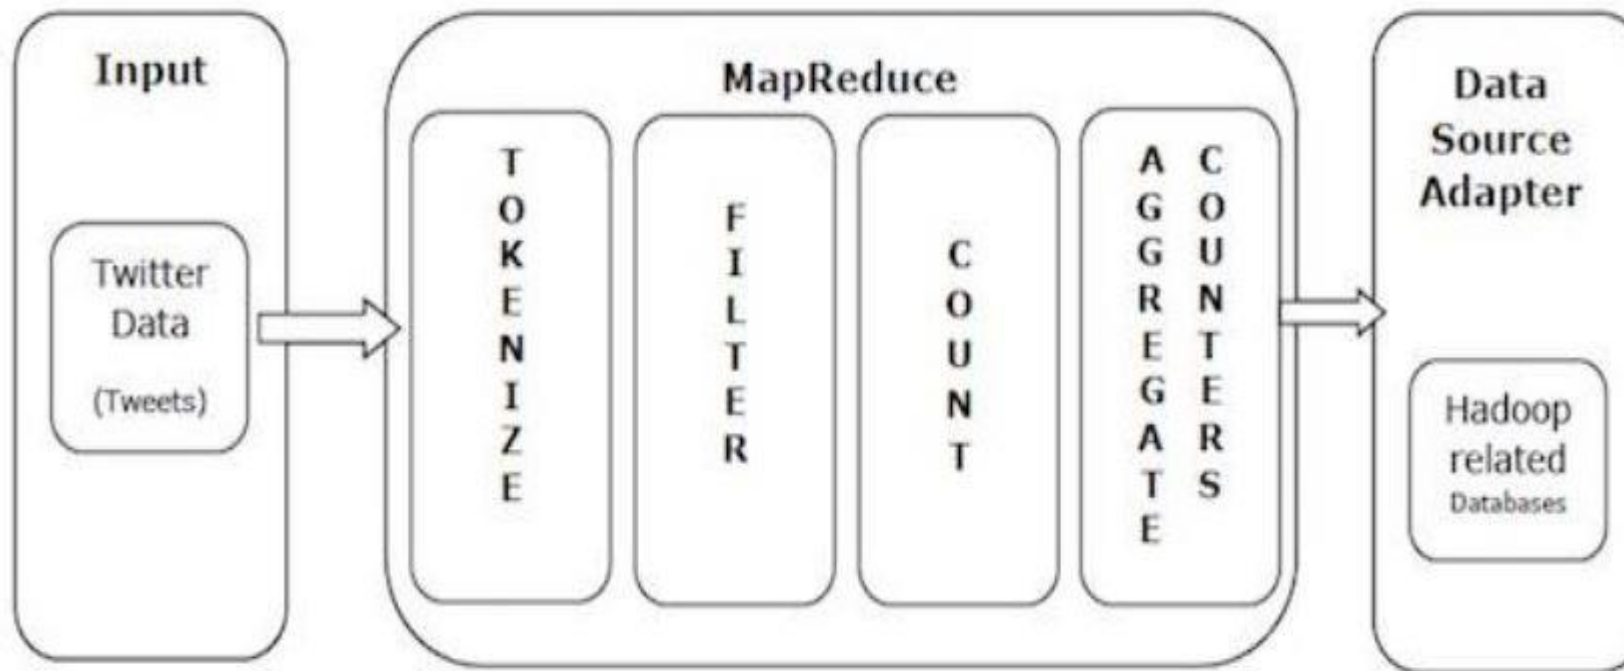 Input
Twitter
Data
(Tweets)
MapReduce
TOKENIZE
FILTER
COUNT
AGGREGATE
COUNTERS
Data
Source
Adapter
Hadoop
related
Databases